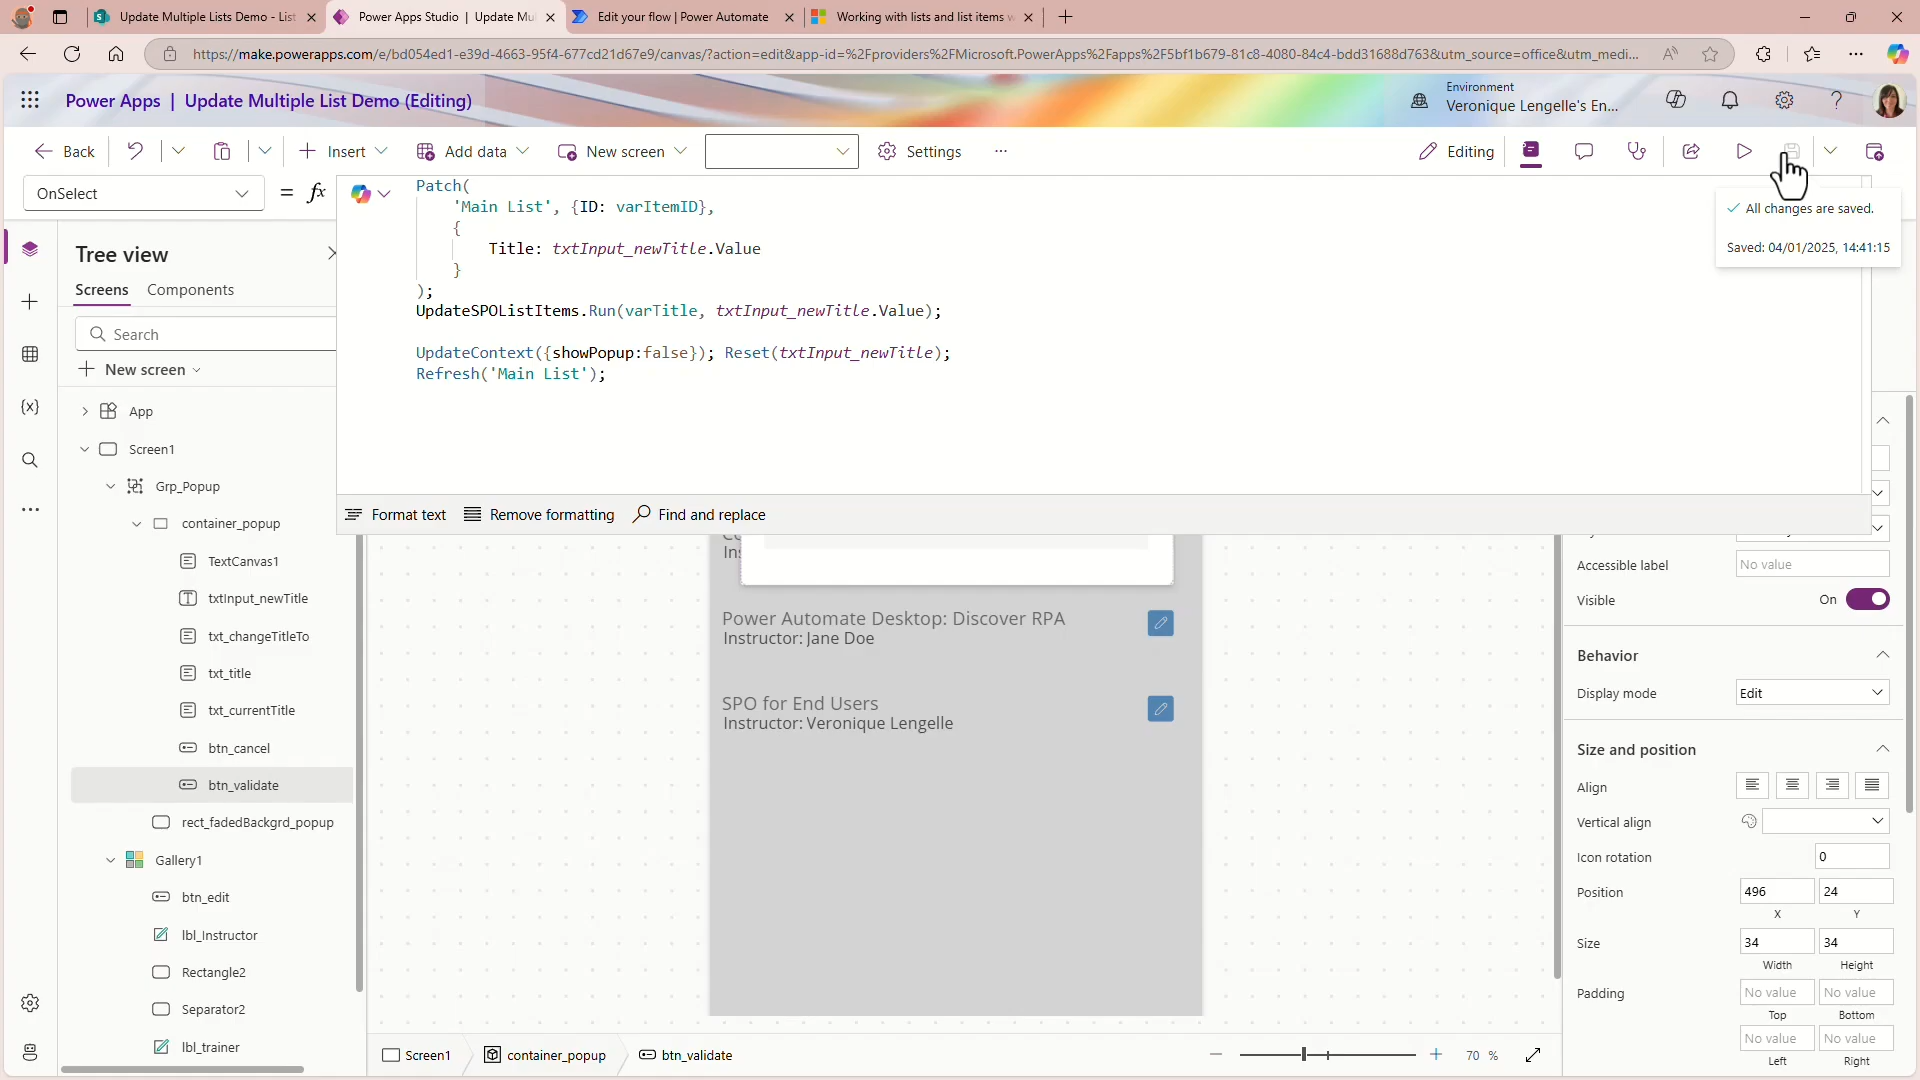 Update Multiple Lists Demo - List
Power Apps Studio | Update Mul
Edit your flow | Power Automate
Working with lists and list items w
https://make.powerapps.com/e/bd054ed1-e39d-4663-95f4-677cd21d67e9/canvas/?action=edit&app-id=%2Fproviders%2FMicrosoft.PowerApps%2Fapps%2F5bf1b679-81c8-4080-84c4-bdd31688d763&utm_source=office&utm_medi...
Power Apps | Update Multiple List Demo (Editing)
Environment
Veronique Lengelle's En...
Back
Insert
Add data
New screen
Settings
Editing
OnSelect
= fx
Patch(
'Main List', {ID: varItemID},
{
Title: txtInput_newTitle.Value
}
);
UpdateSPOListItems.Run(varTitle, txtInput_newTitle.Value);
UpdateContext({showPopup:false}); Reset(txtInput_newTitle);
Refresh('Main List');
All changes are saved.
Saved: 04/01/2025, 14:41:15
Format text
Remove formatting
Find and replace
Tree view
Screens
Components
Search
New screen
App
Screen1
Grp_Popup
container_popup
TextCanvas1
txtInput_newTitle
txt_changeTitleTo
txt_title
txt_currentTitle
btn_cancel
btn_validate
rect_fadedBackgrd_popup
Gallery1
btn_edit
lbl_Instructor
Rectangle2
Separator2
lbl_trainer
Power Automate Desktop: Discover RPA
Instructor: Jane Doe
SPO for End Users
Instructor: Veronique Lengelle
Screen1
container_popup
btn_validate
70 %
Accessible label
No value
Visible
On
Behavior
Display mode
Edit
Size and position
Align
Vertical align
Icon rotation
0
Position
496
24
X
Y
Size
34
34
Width
Height
Padding
No value
No value
Top
Bottom
No value
No value
Left
Right